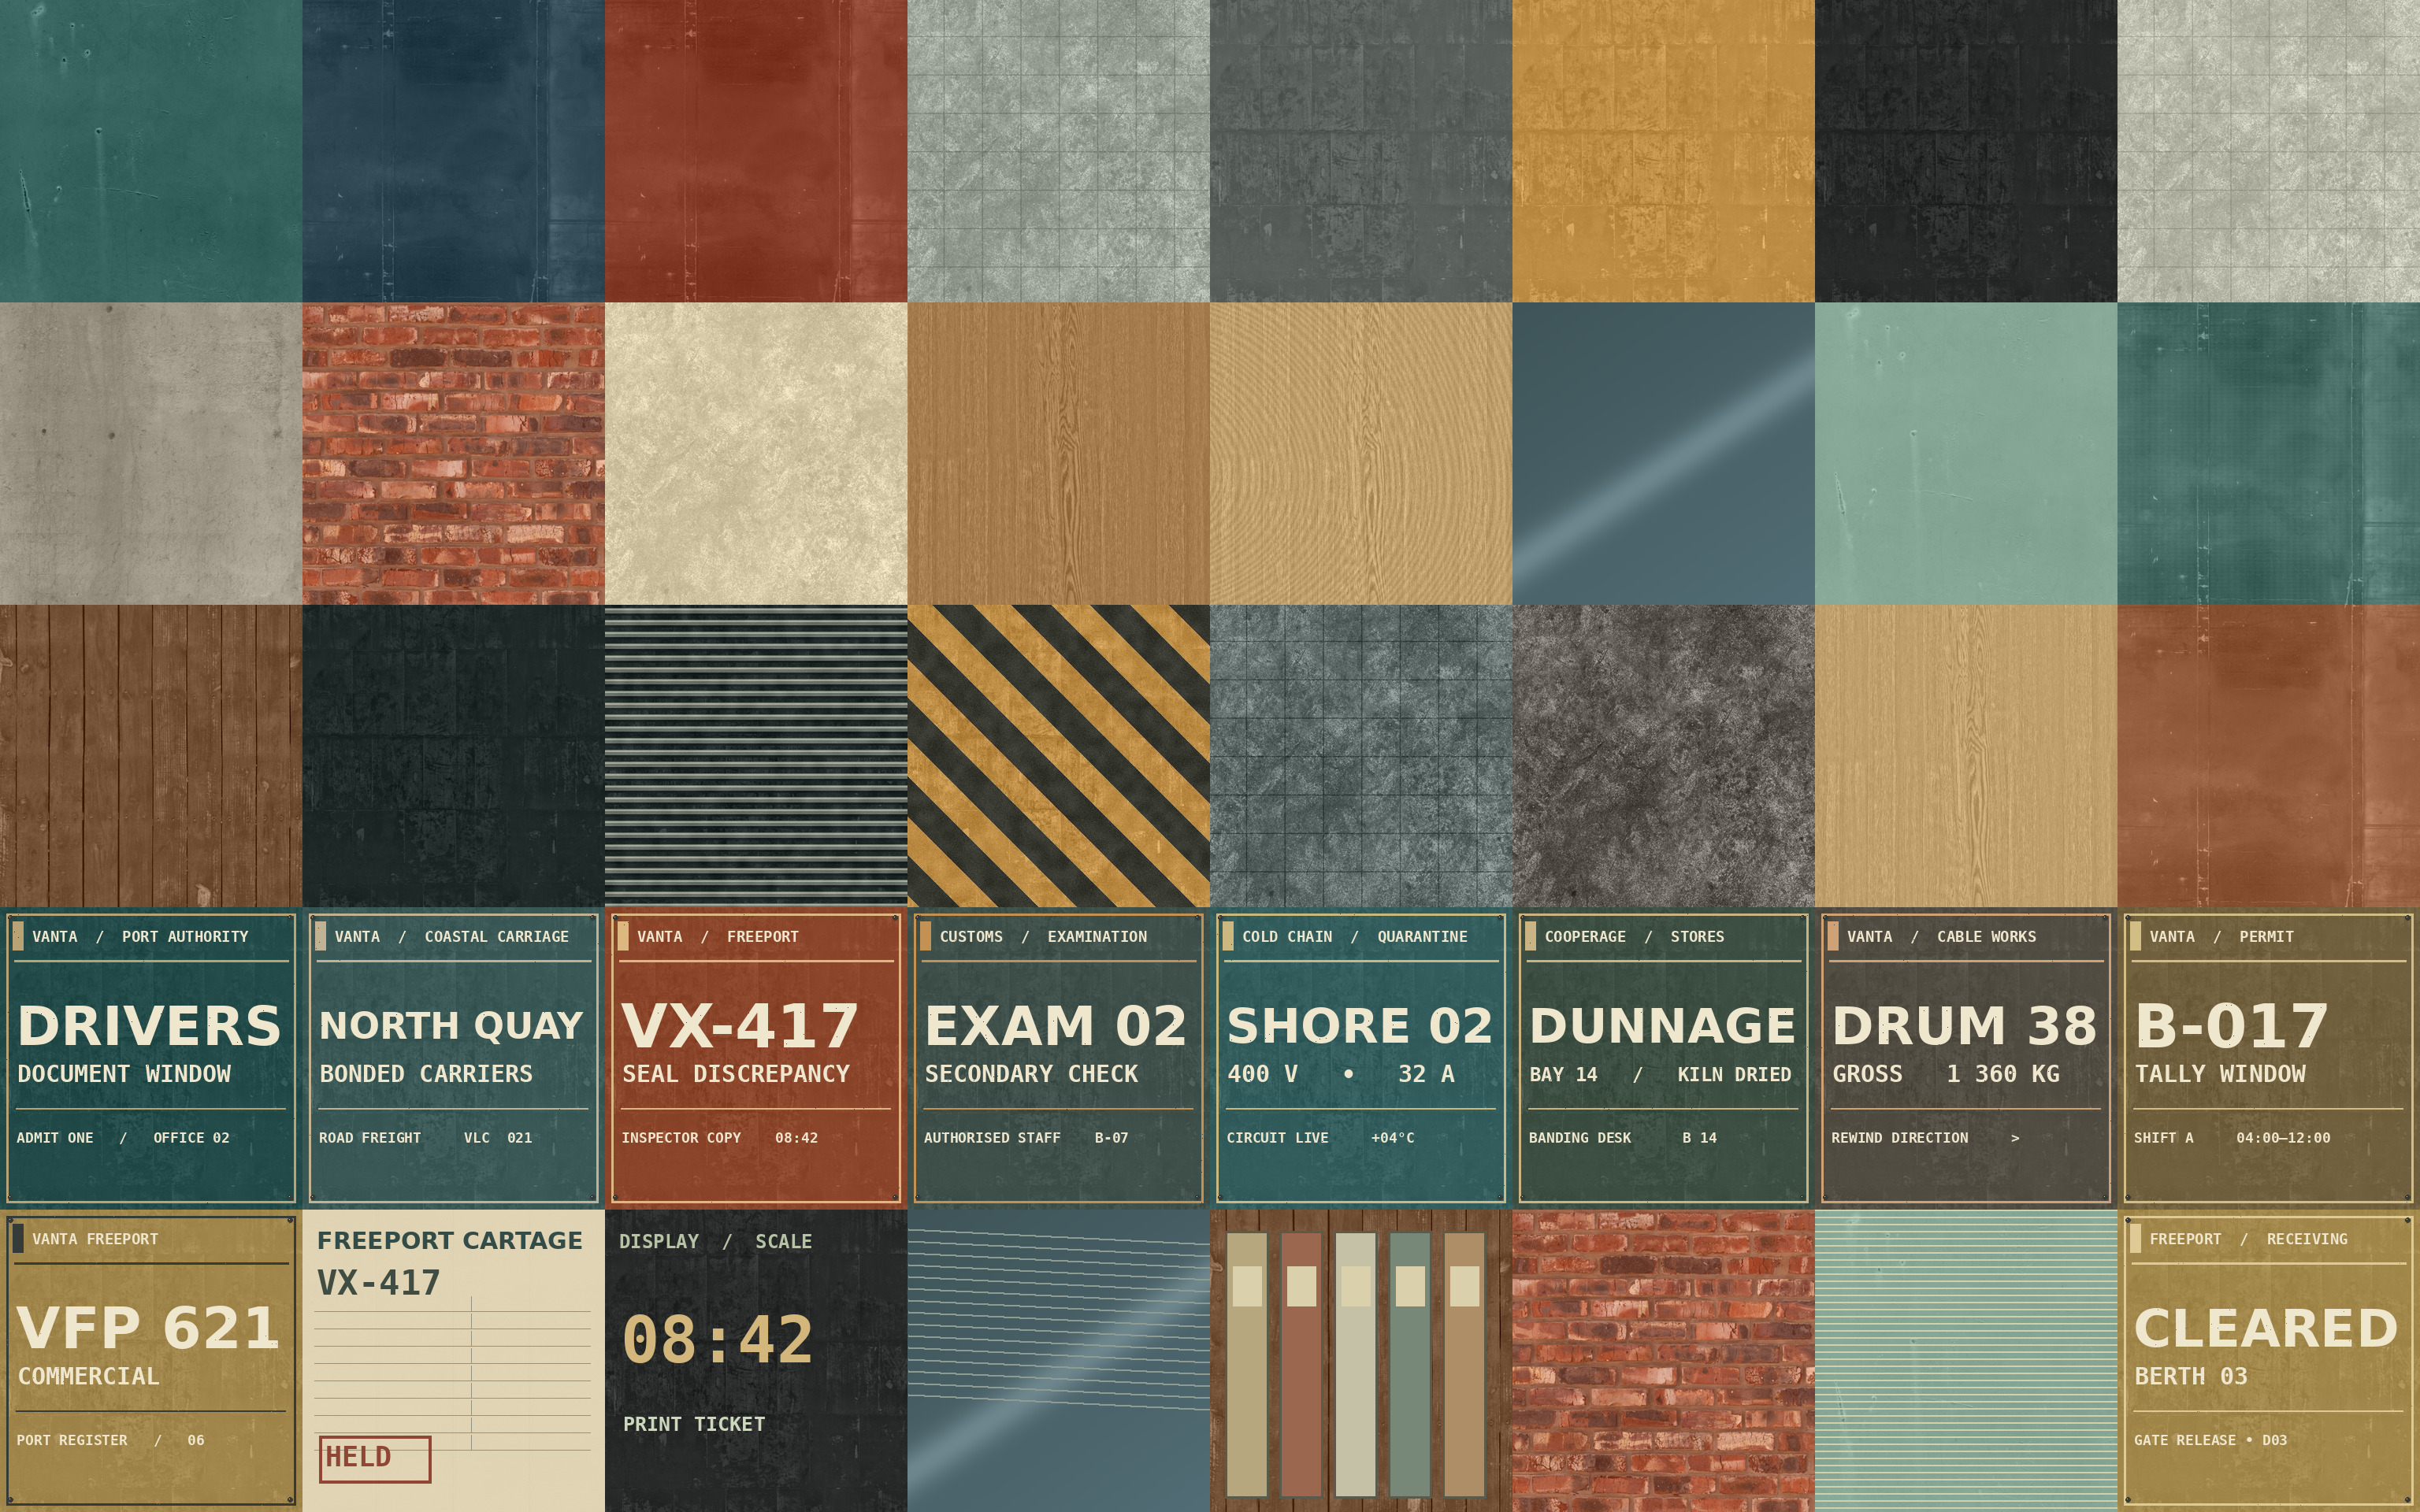 VANTA / PORT AUTHORITY
DRIVERS
DOCUMENT WINDOW
ADMIT ONE / OFFICE 02
VANTA / COASTAL CARRIAGE
NORTH QUAY
BONDED CARRIERS
ROAD FREIGHT VLC 021
VANTA / FREEPORT
VX-417
SEAL DISCREPANCY
INSPECTOR COPY 08:42
CUSTOMS / EXAMINATION
EXAM 02
SECONDARY CHECK
AUTHORISED STAFF B-07
COLD CHAIN / QUARANTINE
SHORE 02
400 V • 32 A
CIRCUIT LIVE +04°C
COOPERAGE / STORES
DUNNAGE
BAY 14 / KILN DRIED
BANDING DESK B 14
VANTA / CABLE WORKS
DRUM 38
GROSS 1 360 KG
REWIND DIRECTION >
VANTA / PERMIT
B-017
TALLY WINDOW
SHIFT A 04:00–12:00
VANTA FREEPORT
VFP 621
COMMERCIAL
PORT REGISTER / 06
FREEPORT CARTAGE
VX-417
HELD
DISPLAY / SCALE
08:42
PRINT TICKET
FREEPORT / RECEIVING
CLEARED
BERTH 03
GATE RELEASE • D03